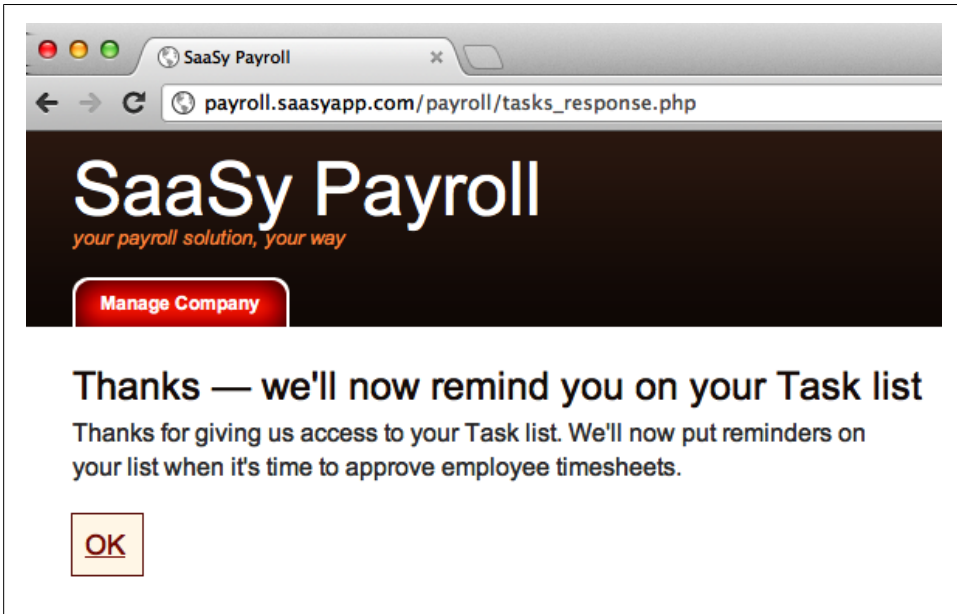 SaaSy Payroll
payroll.saasyapp.com/payroll/tasks_response.php
SaaSy Payroll
your payroll solution, your way
Manage Company
Thanks — we'll now remind you on your Task list
Thanks for giving us access to your Task list. We'll now put reminders on
your list when it's time to approve employee timesheets.
OK